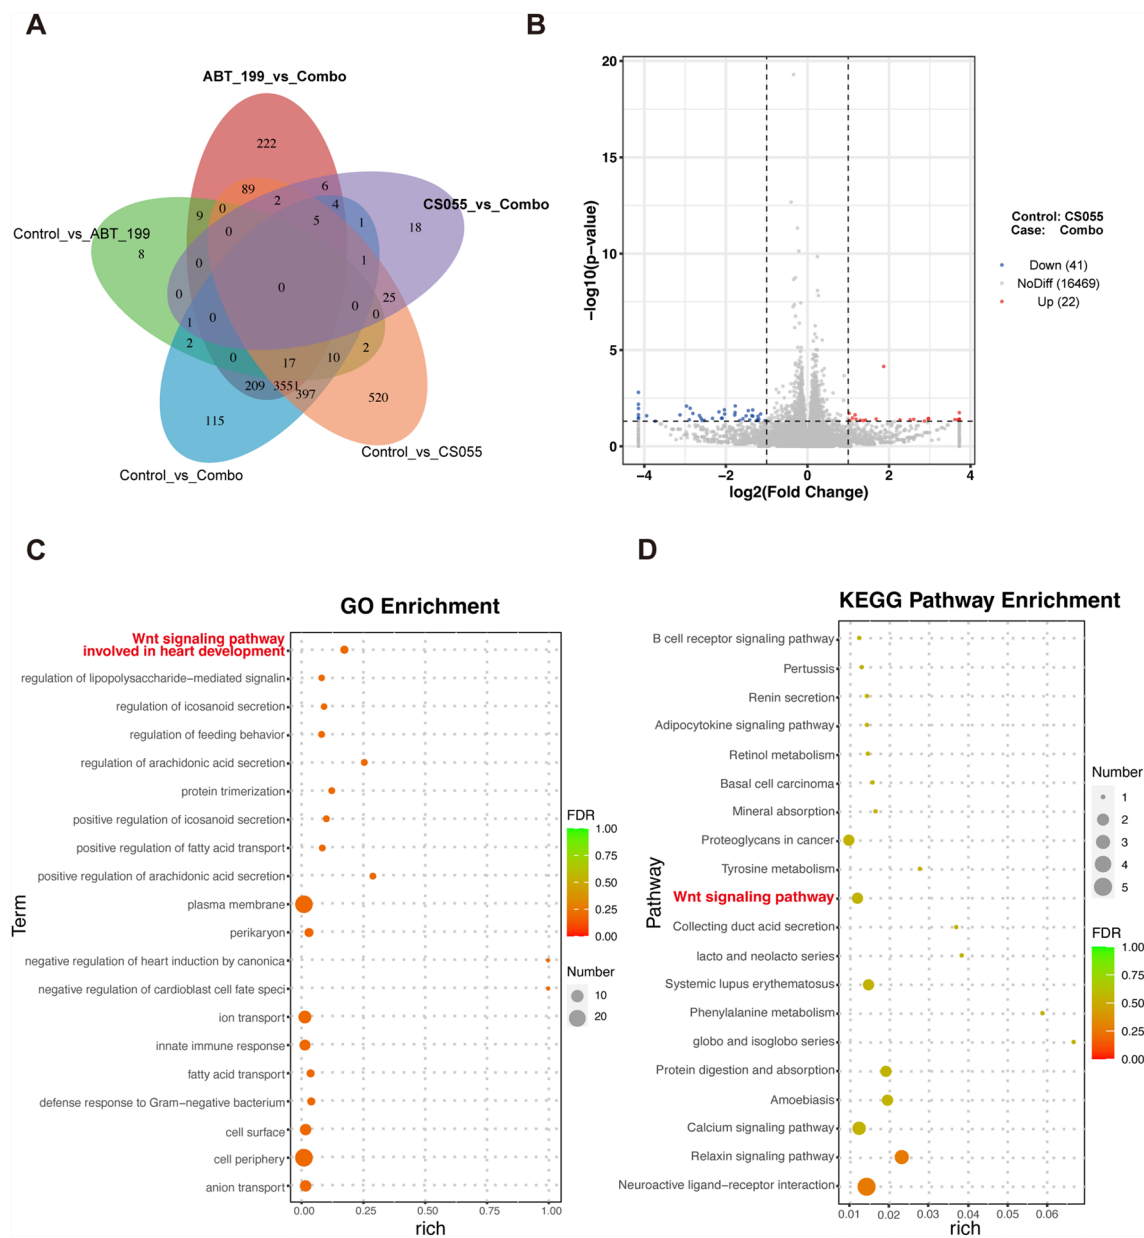 A
ABT_199_vs_Combo
222
89
6
2
4
CS055_vs_Combo
9
0
5
1
18
Control_vs_ABT_199
0
8
0
1
0
0
25
0
0
1
0
2
2
0
17
10
209
3551
397
520
115
Control_vs_CS055
Control_vs_Combo
B
20
15
10
5
0
−log10(p−value)
−4
−2
0
2
4
log2(Fold Change)
Control: CS055
Case: Combo
Down (41)
NoDiff (16469)
Up (22)
C
GO Enrichment
Term
Wnt signaling pathway
involved in heart development
regulation of lipopolysaccharide−mediated signalin
regulation of icosanoid secretion
regulation of feeding behavior
regulation of arachidonic acid secretion
protein trimerization
positive regulation of icosanoid secretion
positive regulation of fatty acid transport
positive regulation of arachidonic acid secretion
plasma membrane
perikaryon
negative regulation of heart induction by canonica
negative regulation of cardioblast cell fate speci
ion transport
innate immune response
fatty acid transport
defense response to Gram−negative bacterium
cell surface
cell periphery
anion transport
0.00
0.25
0.50
0.75
1.00
rich
FDR
1.00
0.75
0.50
0.25
0.00
Number
10
20
D
KEGG Pathway Enrichment
Pathway
B cell receptor signaling pathway
Pertussis
Renin secretion
Adipocytokine signaling pathway
Retinol metabolism
Basal cell carcinoma
Mineral absorption
Proteoglycans in cancer
Tyrosine metabolism
Wnt signaling pathway
Collecting duct acid secretion
lacto and neolacto series
Systemic lupus erythematosus
Phenylalanine metabolism
globo and isoglobo series
Protein digestion and absorption
Amoebiasis
Calcium signaling pathway
Relaxin signaling pathway
Neuroactive ligand−receptor interaction
0.01
0.02
0.03
0.04
0.05
0.06
rich
Number
1
2
3
4
5
FDR
1.00
0.75
0.50
0.25
0.00